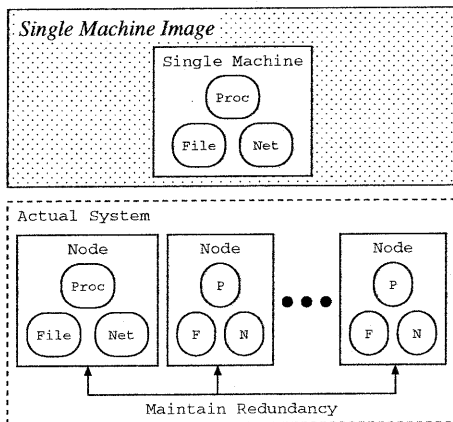 Single Machine Image
Single Machine
Proc
File
Net
Actual System
Node
Proc
File
Net
Node
P
F
N
Node
P
F
N
Maintain Redundancy